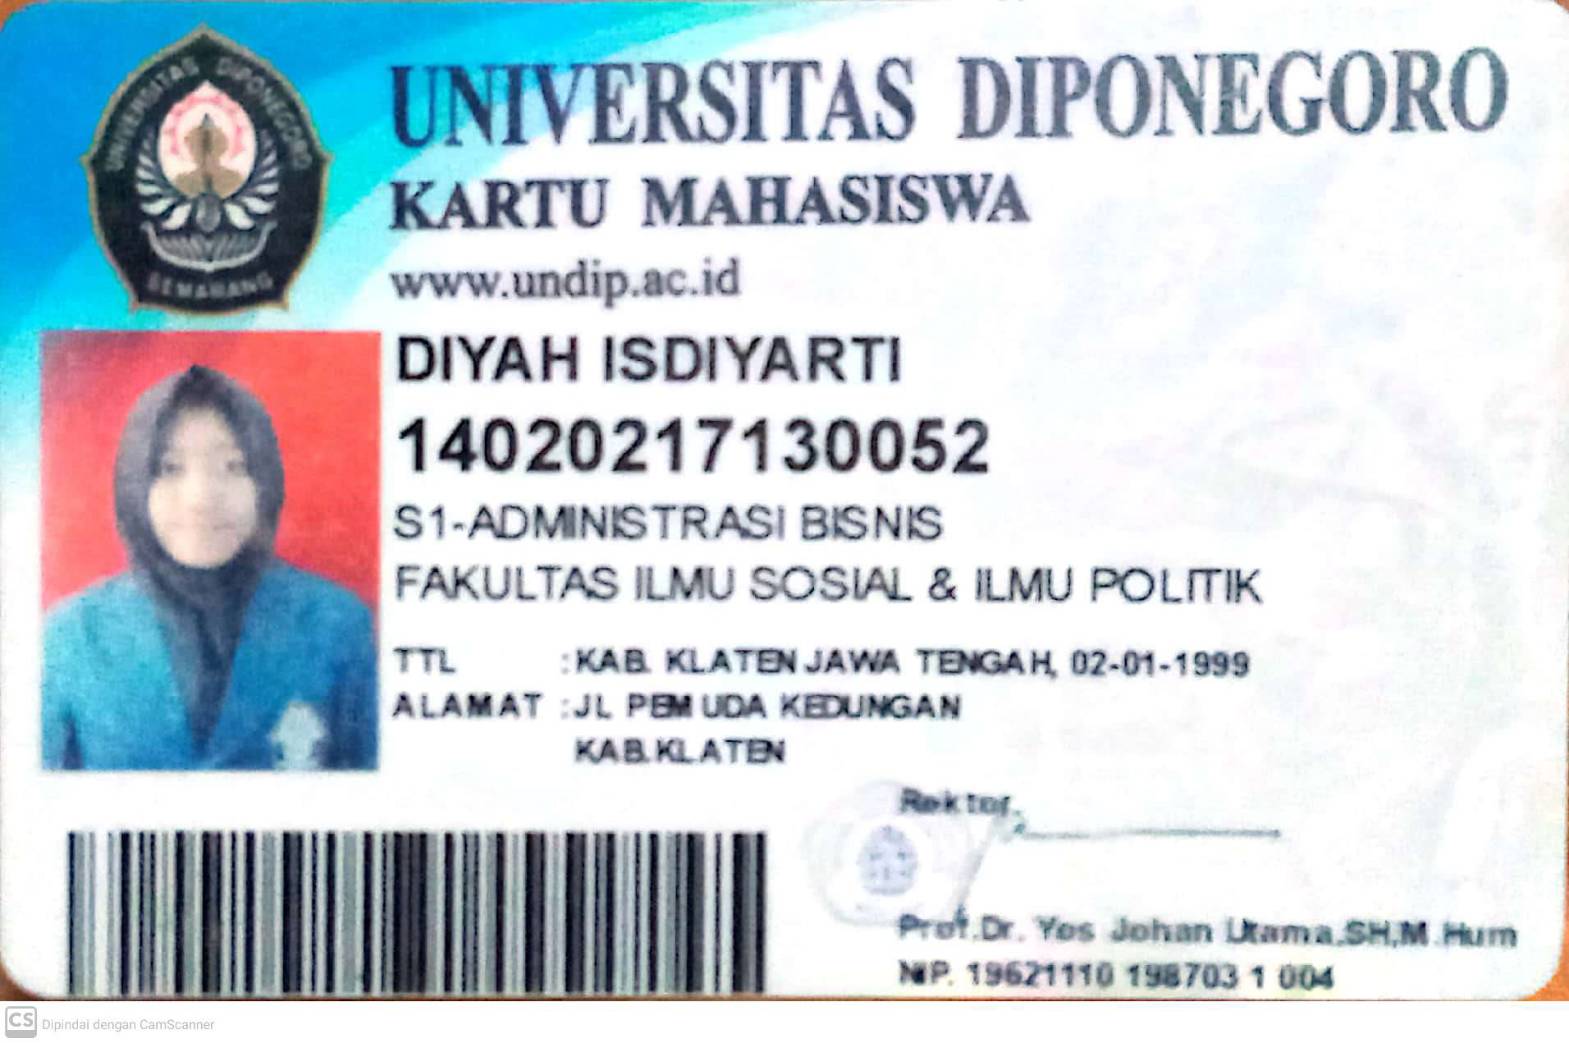 UNIVERSITAS DIPONEGORO
SEMARANG
UNIVERSITAS DIPONEGORO
KARTU MAHASISWA
www.undip.ac.id
DIYAH ISDIYARTI
14020217130052
S1-ADMINISTRASI BISNIS
FAKULTAS ILMU SOSIAL & ILMU POLITIK
TTL : KAB. KLATEN JAWA TENGAH, 02-01-1999
ALAMAT : JL PEMUDA KEDUNGAN
KAB.KLATEN
Rektor,
Prof.Dr. Yos Johan Utama,SH,M.Hum
NIP. 19621110 198703 1 004
CS Dipindai dengan CamScanner